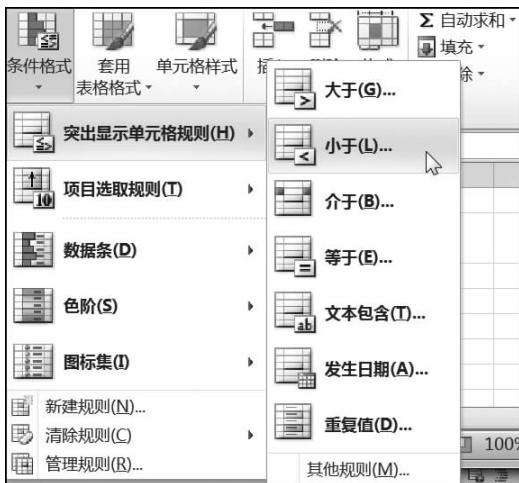 Σ 自动求和
填充
条件格式
套用
表格格式
单元格样式
突出显示单元格规则(H)
项目选取规则(T)
数据条(D)
色阶(S)
图标集(I)
新建规则(N)...
清除规则(C)
管理规则(R)...
大于(G)...
小于(L)...
介于(B)...
等于(E)...
文本包含(T)...
发生日期(A)...
重复值(D)...
其他规则(M)...
100%